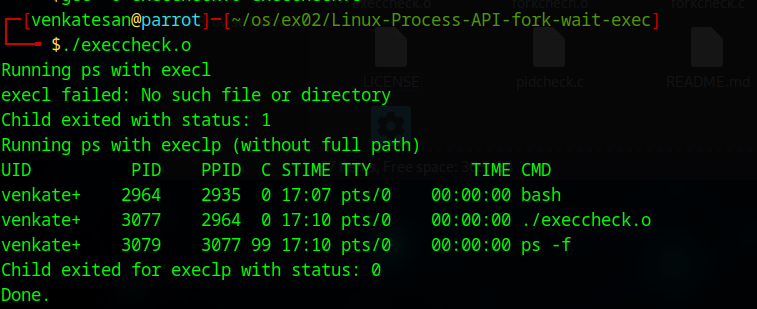 ┌─[venkatesan@parrot]─[~/os/ex02/Linux-Process-API-fork-wait-exec]
└──╼ $./execcheck.o
LICENSE pidcheck.c README.md
Running ps with execl
execl failed: No such file or directory
Child exited with status: 1
Running ps with execlp (without full path)
UID PID PPID C STIME TTY TIME CMD
venkate+ 2964 2935 0 17:07 pts/0 00:00:00 bash
venkate+ 3077 2964 0 17:10 pts/0 00:00:00 ./execcheck.o
venkate+ 3079 3077 99 17:10 pts/0 00:00:00 ps -f
Child exited for execlp with status: 0
Done.